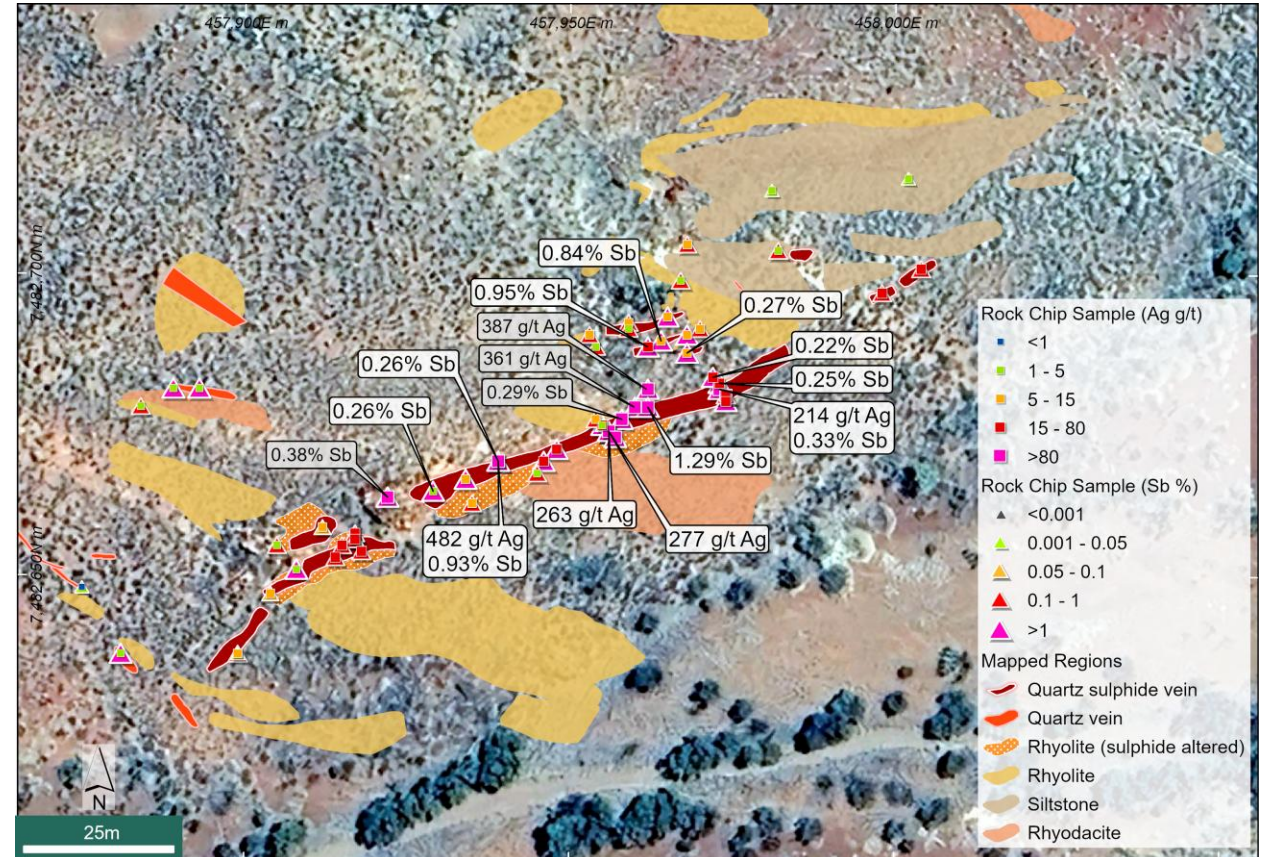 457,900E m
457,950E m
458,000E m
7,482,700N m
7,482,650N m
0.84% Sb
0.95% Sb
0.27% Sb
387 g/t Ag
0.26% Sb
361 g/t Ag
0.22% Sb
0.29% Sb
0.25% Sb
0.26% Sb
214 g/t Ag
0.33% Sb
0.38% Sb
1.29% Sb
263 g/t Ag
277 g/t Ag
482 g/t Ag
0.93% Sb
Rock Chip Sample (Ag g/t)
<1
1 - 5
5 - 15
15 - 80
>80
Rock Chip Sample (Sb %)
<0.001
0.001 - 0.05
0.05 - 0.1
0.1 - 1
>1
Mapped Regions
Quartz sulphide vein
Quartz vein
Rhyolite (sulphide altered)
Rhyolite
Siltstone
Rhyodacite
N
25m